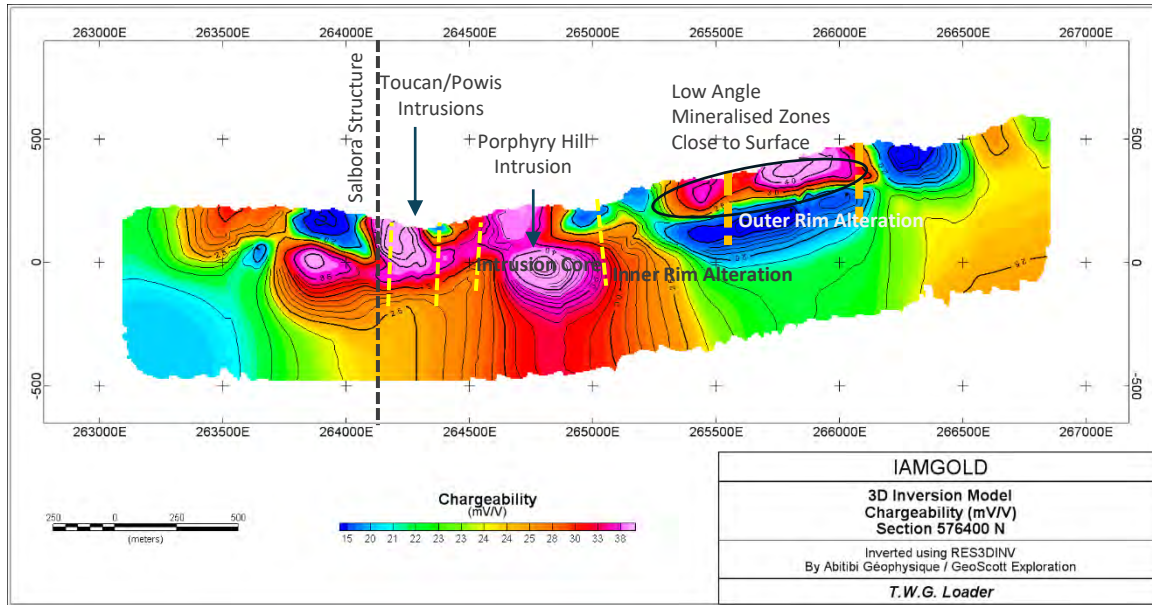 263000E 263500E 264000E 264500E 265000E 265500E 266000E 266500E 267000E
Salbora Structure
Toucan/Powis
Intrusions
Porphyry Hill
Intrusion
Low Angle
Mineralised Zones
Close to Surface
500
500
Outer Rim Alteration
Intrusion Core
Inner Rim Alteration
0
0
-500
-500
263000E 263500E 264000E 264500E 265000E 265500E 266000E 266500E 267000E
250 0 250 500
(meters)
Chargeability
(mV/V)
15 20 21 22 23 23 24 24 25 26 28 30 33 38
IAMGOLD
3D Inversion Model
Chargeability (mV/V)
Section 576400 N
Inverted using RES3DINV
By Abitibi Géophysique / GeoScott Exploration
T.W.G. Loader